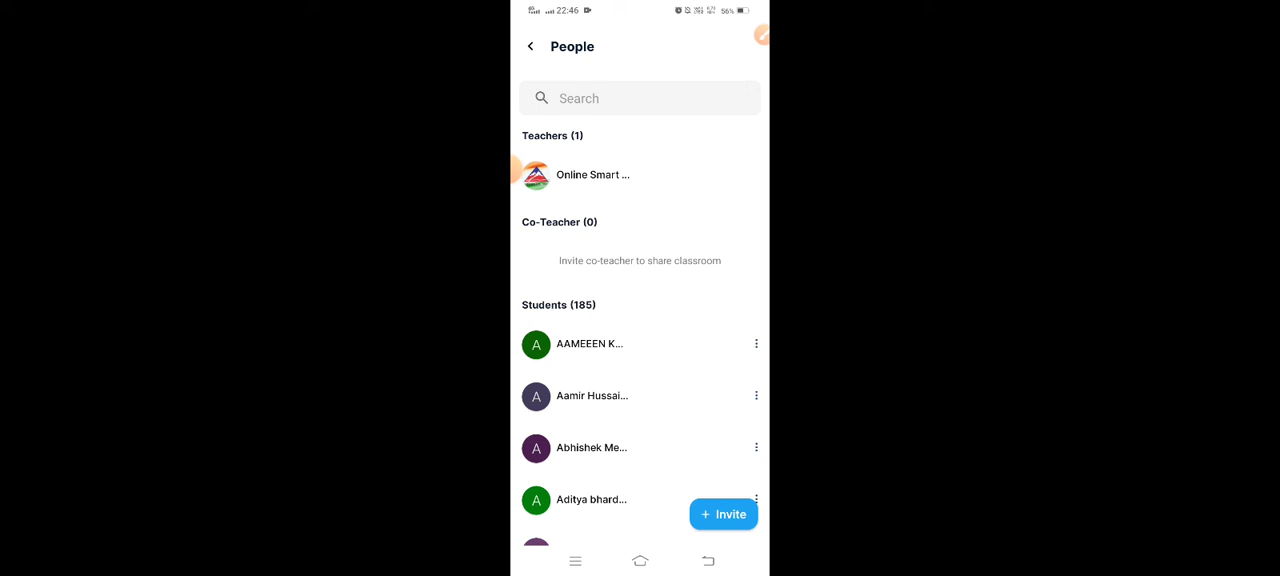 22:46 56%
People
Search
Teachers (1)
Online Smart ...
Co-Teacher (0)
Invite co-teacher to share classroom
Students (185)
A AAMEEEN K...
A Aamir Hussai...
A Abhishek Me...
A Aditya bhard...
+ Invite